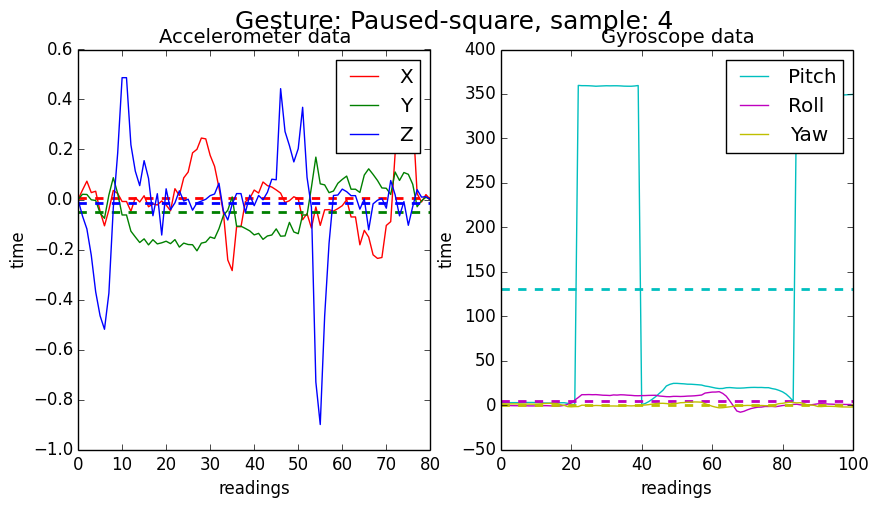 Gesture: Paused-square, sample: 4
Accelerometer data
Gyroscope data
0.6
0.4
0.2
0.0
−0.2
−0.4
−0.6
−0.8
−1.0
time
0 10 20 30 40 50 60 70 80
readings
X
Y
Z
400
350
300
250
200
150
100
50
0
−50
time
0 20 40 60 80 100
readings
Pitch
Roll
Yaw